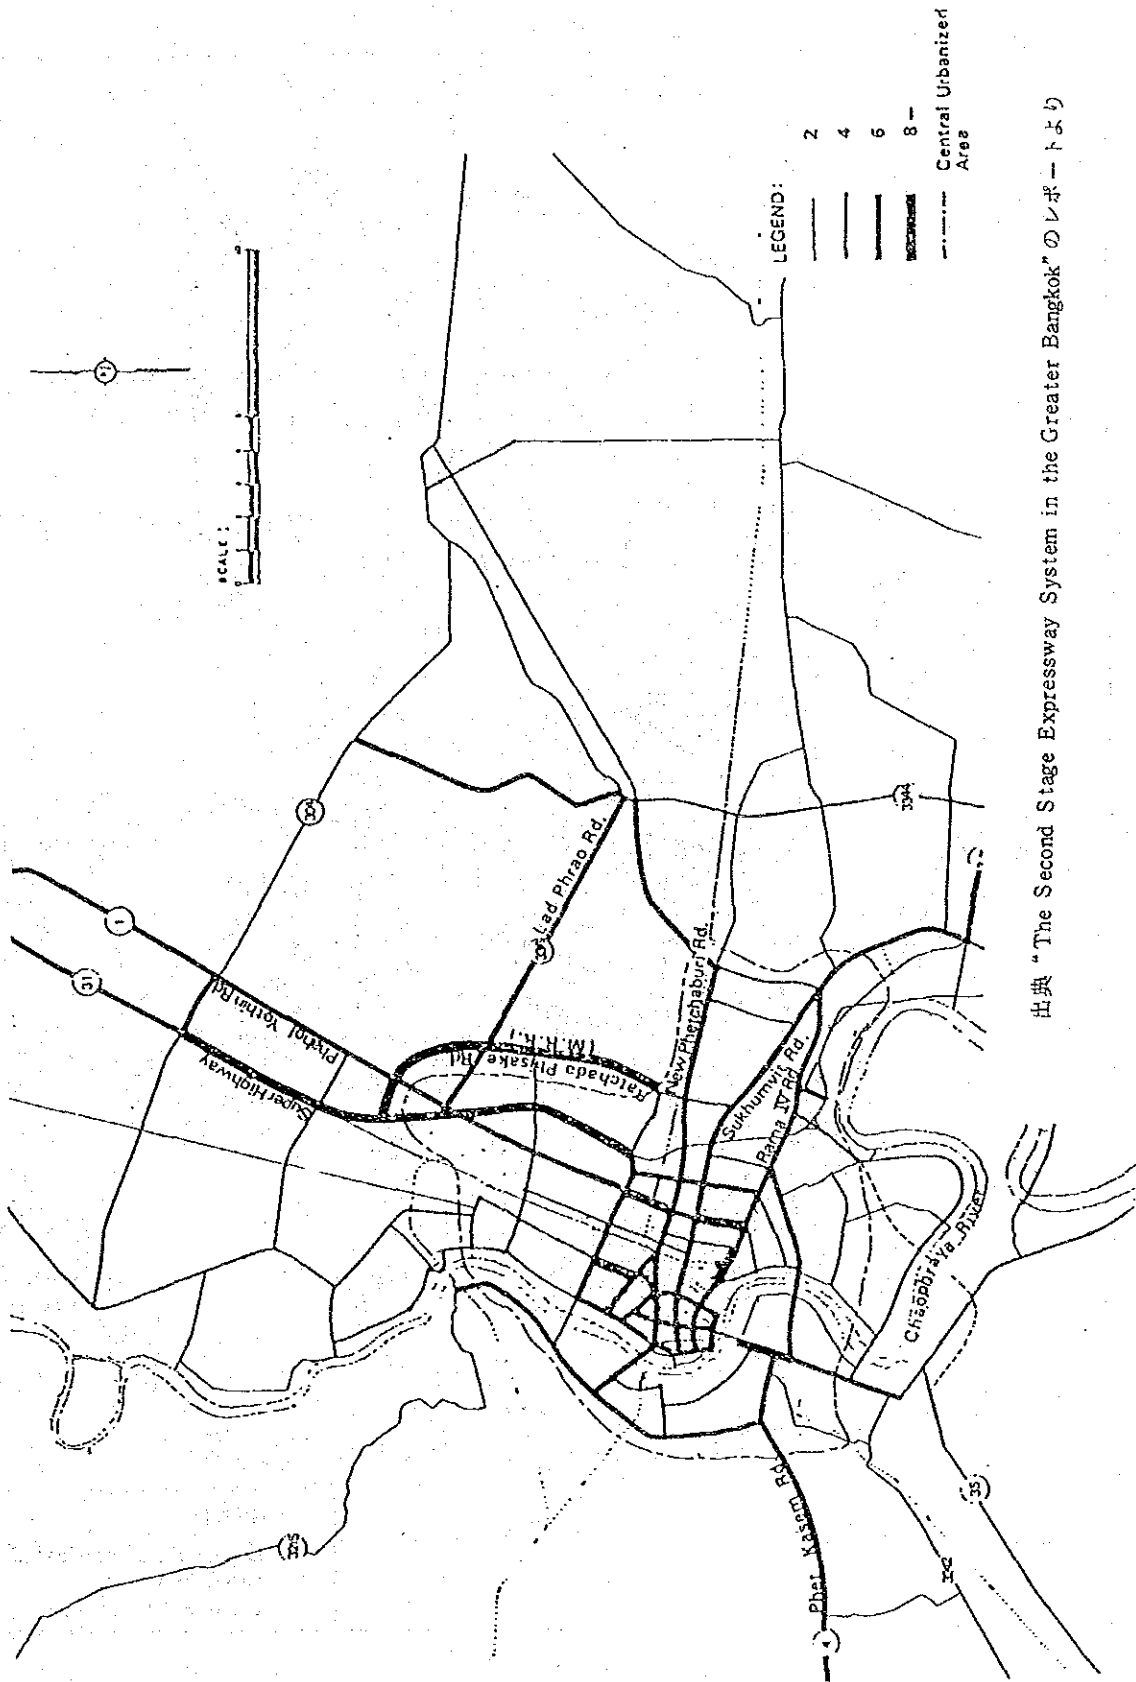 SCALE :
31
1
304
Super Highway
Phahol Yothin Rd.
Lad Phrao Rd.
Ratchada Phisake Rd.
(M.R.R.)
New Phetchaburi Rd.
Sukhumvit Rd.
Rama IV Rd.
3344
Chaophraya River
Phet Kasem Rd.
4
35
3242
LEGEND:
2
4
6
8 –
Central Urbanized
Area
出典 “The Second Stage Expressway System in the Greater Bangkok”のレポートより